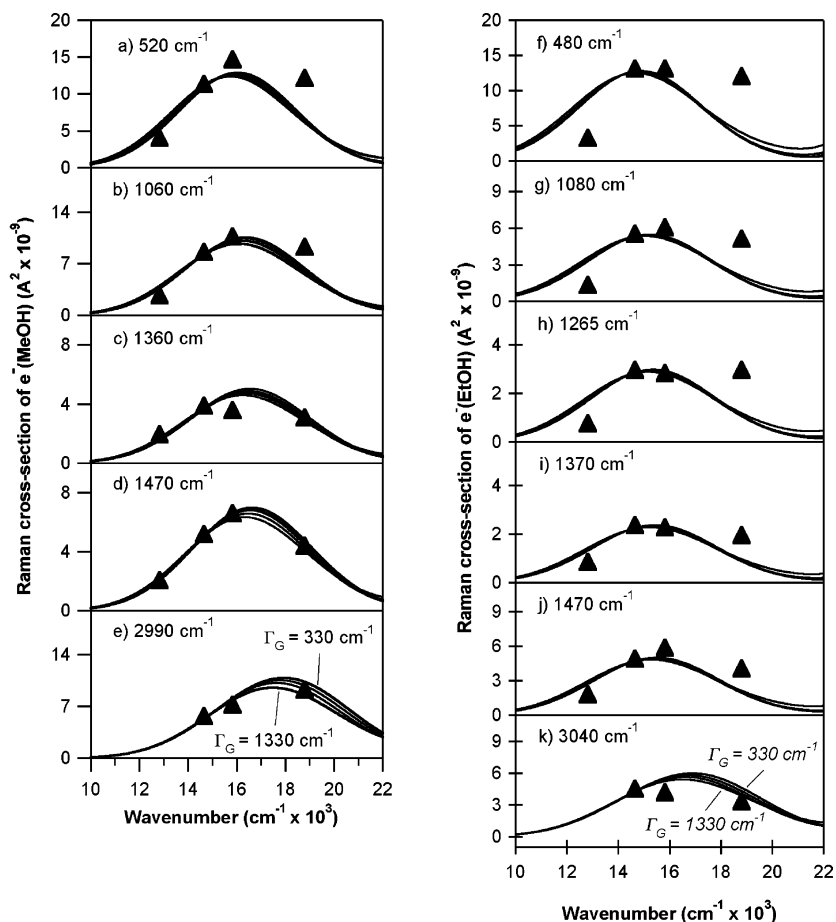 Raman cross-section of e⁻(MeOH) (A² x 10⁻⁹)
a) 520 cm⁻¹
20
15
10
5
0
b) 1060 cm⁻¹
14
7
0
c) 1360 cm⁻¹
8
4
0
d) 1470 cm⁻¹
8
4
0
e) 2990 cm⁻¹
Γ_G = 330 cm⁻¹
14
7
Γ_G = 1330 cm⁻¹
0
10 12 14 16 18 20 22
Wavenumber (cm⁻¹ x 10³)
Raman cross-section of e⁻(EtOH) (A² x 10⁻⁹)
f) 480 cm⁻¹
20
15
10
5
0
g) 1080 cm⁻¹
9
6
3
0
h) 1265 cm⁻¹
4
2
0
i) 1370 cm⁻¹
4
2
0
j) 1470 cm⁻¹
9
6
3
0
k) 3040 cm⁻¹
Γ_G = 330 cm⁻¹
9
6
3
Γ_G = 1330 cm⁻¹
0
10 12 14 16 18 20 22
Wavenumber (cm⁻¹ x 10³)